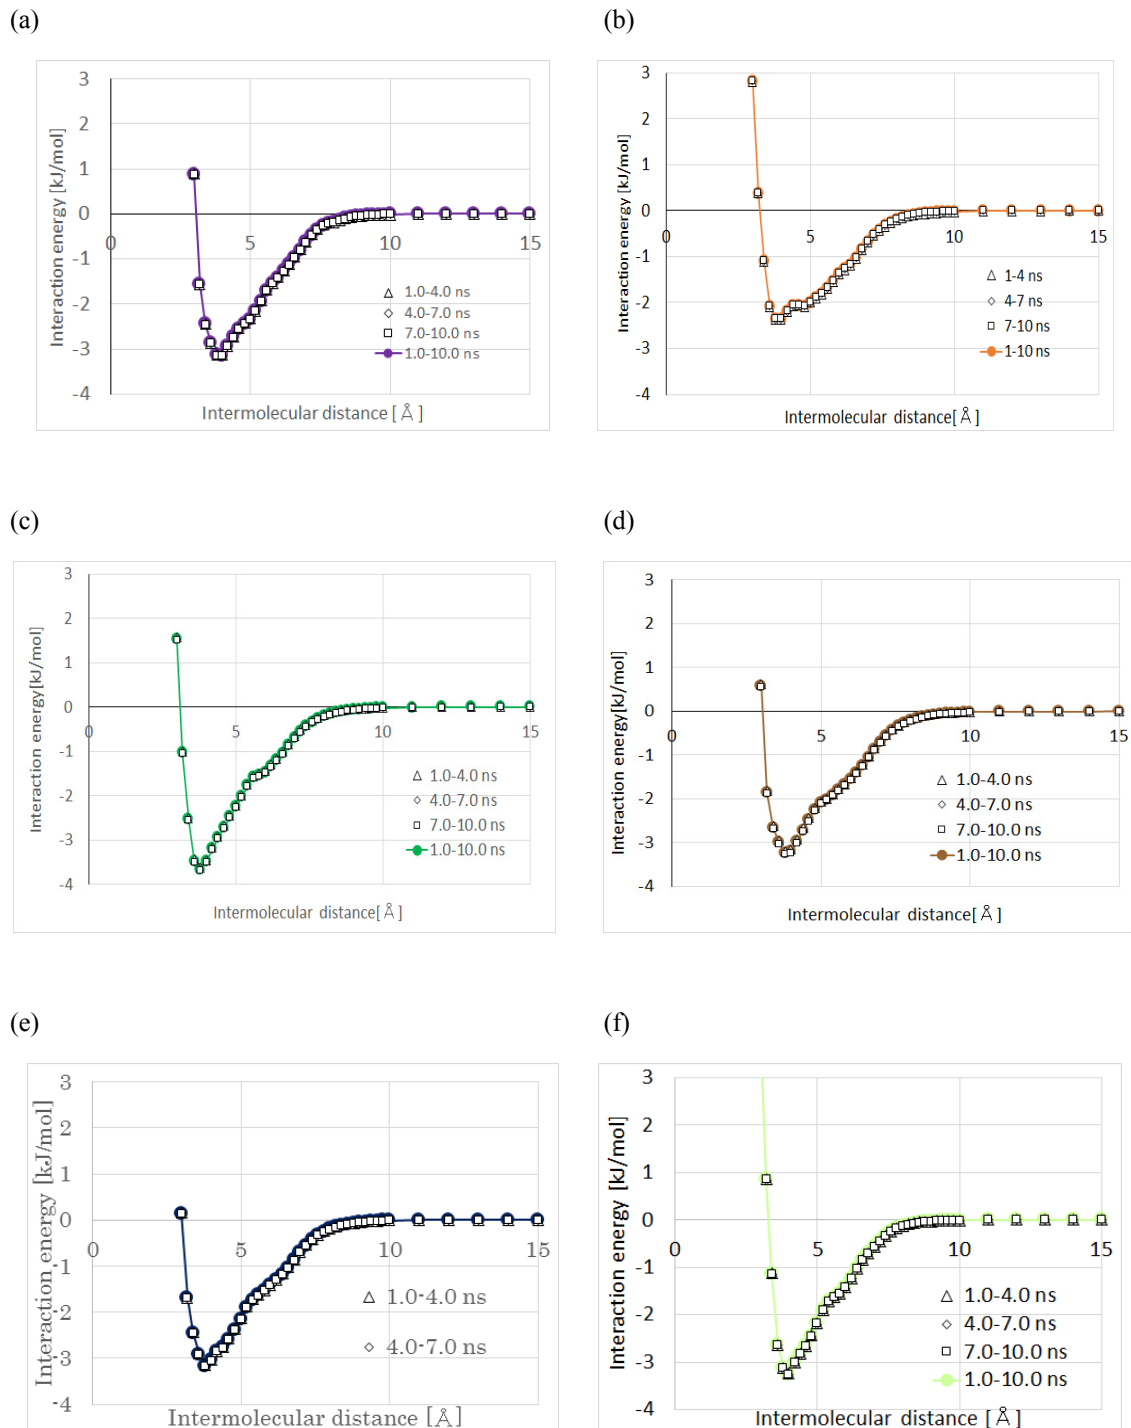 (a)
(b)
3
2
1
0
-1
-2
-3
-4
0
5
10
15
Interaction energy [kJ/mol]
1.0-4.0 ns
4.0-7.0 ns
7.0-10.0 ns
1.0-10.0 ns
Intermolecular distance [Å]
3
2
1
0
-1
-2
-3
-4
0
5
10
15
Interaction energy [kJ/mol]
1-4 ns
4-7 ns
7-10 ns
1-10 ns
Intermolecular distance[Å]
(c)
(d)
3
2
1
0
-1
-2
-3
-4
0
5
10
15
Interaction energy[kJ/mol]
1.0-4.0 ns
4.0-7.0 ns
7.0-10.0 ns
1.0-10.0 ns
Intermolecular distance[Å]
3
2
1
0
-1
-2
-3
-4
0
5
10
15
Interaction energy[kJ/mol]
1.0-4.0 ns
4.0-7.0 ns
7.0-10.0 ns
1.0-10.0 ns
Intermolecular distance[Å]
(e)
(f)
3
2
1
0
-1
-2
-3
-4
0
5
10
15
Interaction energy [kJ/mol]
1.0-4.0 ns
4.0-7.0 ns
Intermolecular distance [Å]
3
2
1
0
-1
-2
-3
-4
0
5
10
15
Interaction energy [kJ/mol]
1.0-4.0 ns
4.0-7.0 ns
7.0-10.0 ns
1.0-10.0 ns
Intermolecular distance [Å]